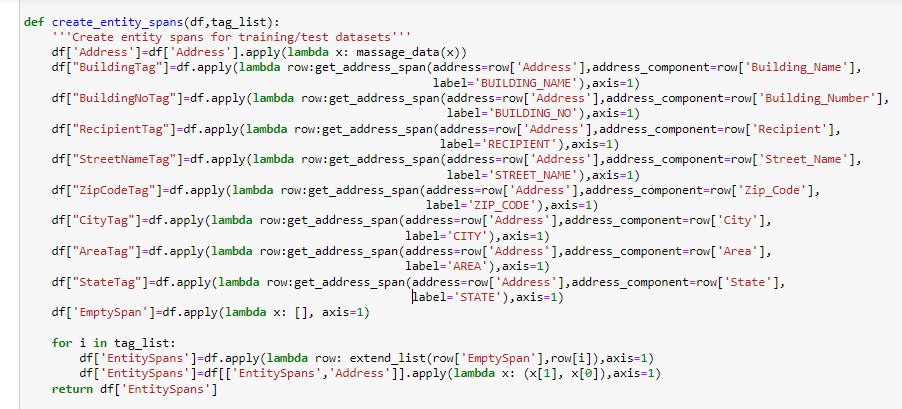 def create_entity_spans(df,tag_list):
    '''Create entity spans for training/test datasets'''
    df['Address']=df['Address'].apply(lambda x: massage_data(x))
    df["BuildingTag"]=df.apply(lambda row:get_address_span(address=row['Address'],address_component=row['Building_Name'],
                                                           label='BUILDING_NAME'),axis=1)
    df["BuildingNoTag"]=df.apply(lambda row:get_address_span(address=row['Address'],address_component=row['Building_Number'],
                                                             label='BUILDING_NO'),axis=1)
    df["RecipientTag"]=df.apply(lambda row:get_address_span(address=row['Address'],address_component=row['Recipient'],
                                                            label='RECIPIENT'),axis=1)
    df["StreetNameTag"]=df.apply(lambda row:get_address_span(address=row['Address'],address_component=row['Street_Name'],
                                                             label='STREET_NAME'),axis=1)
    df["ZipCodeTag"]=df.apply(lambda row:get_address_span(address=row['Address'],address_component=row['Zip_Code'],
                                                          label='ZIP_CODE'),axis=1)
    df["CityTag"]=df.apply(lambda row:get_address_span(address=row['Address'],address_component=row['City'],
                                                       label='CITY'),axis=1)
    df["AreaTag"]=df.apply(lambda row:get_address_span(address=row['Address'],address_component=row['Area'],
                                                       label='AREA'),axis=1)
    df["StateTag"]=df.apply(lambda row:get_address_span(address=row['Address'],address_component=row['State'],
                                                        label='STATE'),axis=1)
    df['EmptySpan']=df.apply(lambda x: [], axis=1)

    for i in tag_list:
        df['EntitySpans']=df.apply(lambda row: extend_list(row['EmptySpan'],row[i]),axis=1)
        df['EntitySpans']=df[['EntitySpans','Address']].apply(lambda x: (x[1], x[0]),axis=1)
    return df['EntitySpans']